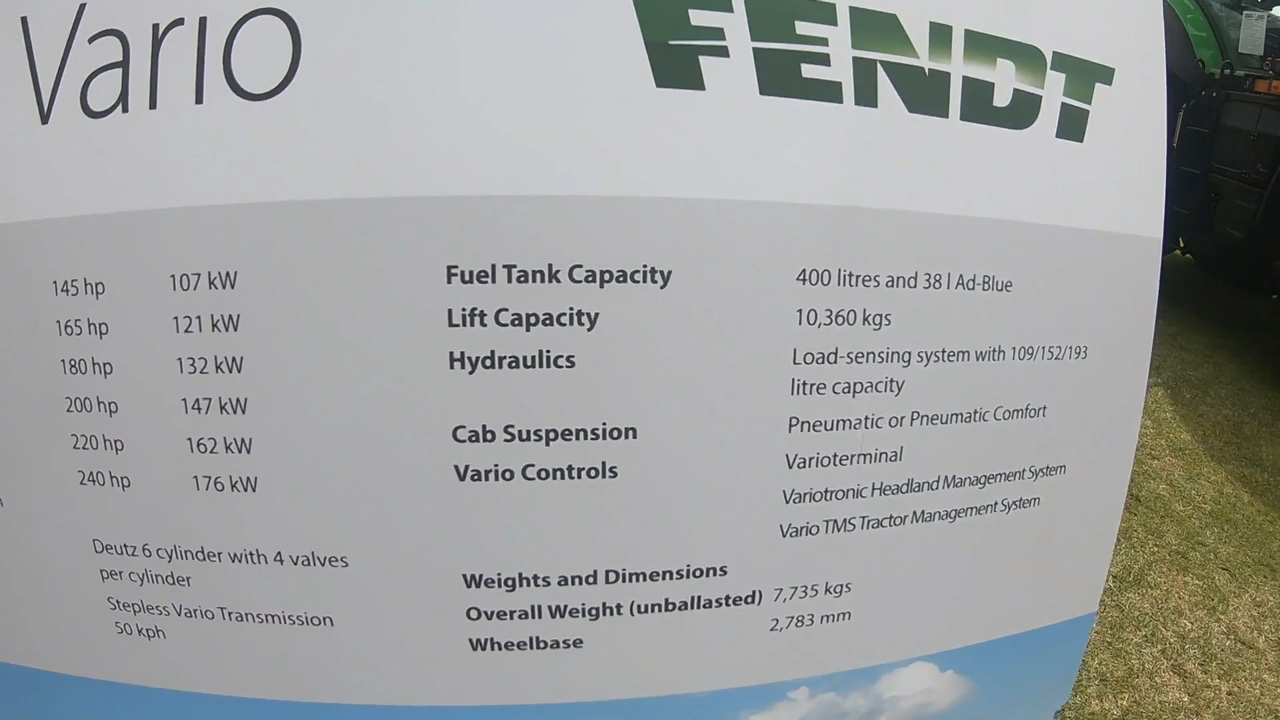 Vario
FENDT
145 hp 107 kW
165 hp 121 kW
180 hp 132 kW
200 hp 147 kW
220 hp 162 kW
240 hp 176 kW
Deutz 6 cylinder with 4 valves
per cylinder
Stepless Vario Transmission
50 kph
Fuel Tank Capacity 400 litres and 38 l Ad-Blue
Lift Capacity 10,360 kgs
Hydraulics Load-sensing system with 109/152/193
litre capacity
Cab Suspension Pneumatic or Pneumatic Comfort
Vario Controls Varioterminal
Variotronic Headland Management System
Vario TMS Tractor Management System
Weights and Dimensions
Overall Weight (unballasted) 7,735 kgs
Wheelbase 2,783 mm